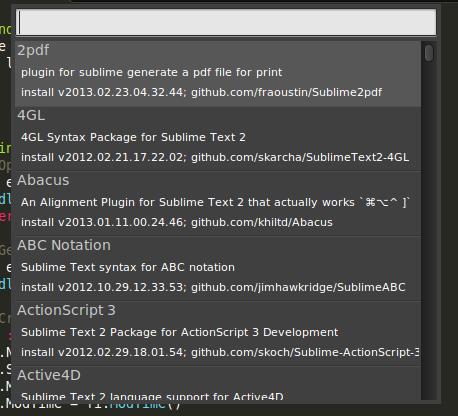 2pdf
plugin for sublime generate a pdf file for print
install v2013.02.23.04.32.44; github.com/fraoustin/Sublime2pdf
4GL
4GL Syntax Package for Sublime Text 2
install v2012.02.21.17.22.02; github.com/skarcha/SublimeText2-4GL
Abacus
An Alignment Plugin for Sublime Text 2 that actually works `⌘⌥⌃ ]`
install v2013.01.11.00.24.46; github.com/khiltd/Abacus
ABC Notation
Sublime Text syntax for ABC notation
install v2012.10.29.12.33.53; github.com/jimhawkridge/SublimeABC
ActionScript 3
Sublime Text 2 Package for ActionScript 3 Development
install v2012.02.29.18.01.54; github.com/skoch/Sublime-ActionScript-3
Active4D
Sublime Text 2 language support for Active4D